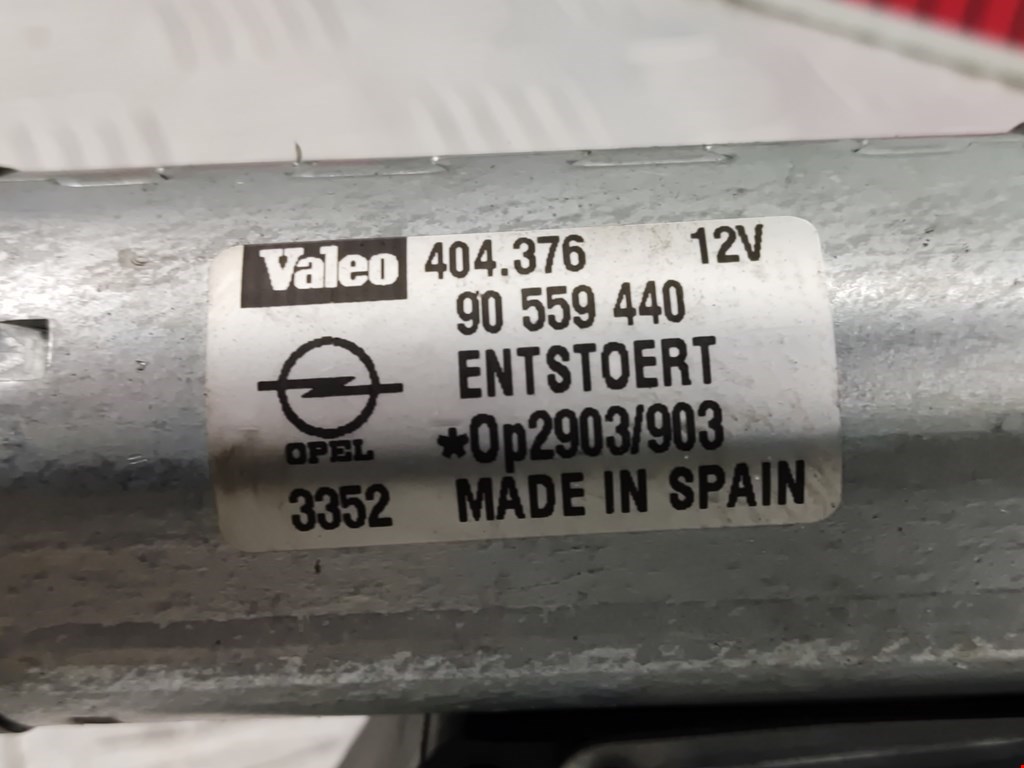 Valeo 404.376 12V
90 559 440
ENTSTOERT
OPEL *Op2903/903
3352 MADE IN SPAIN